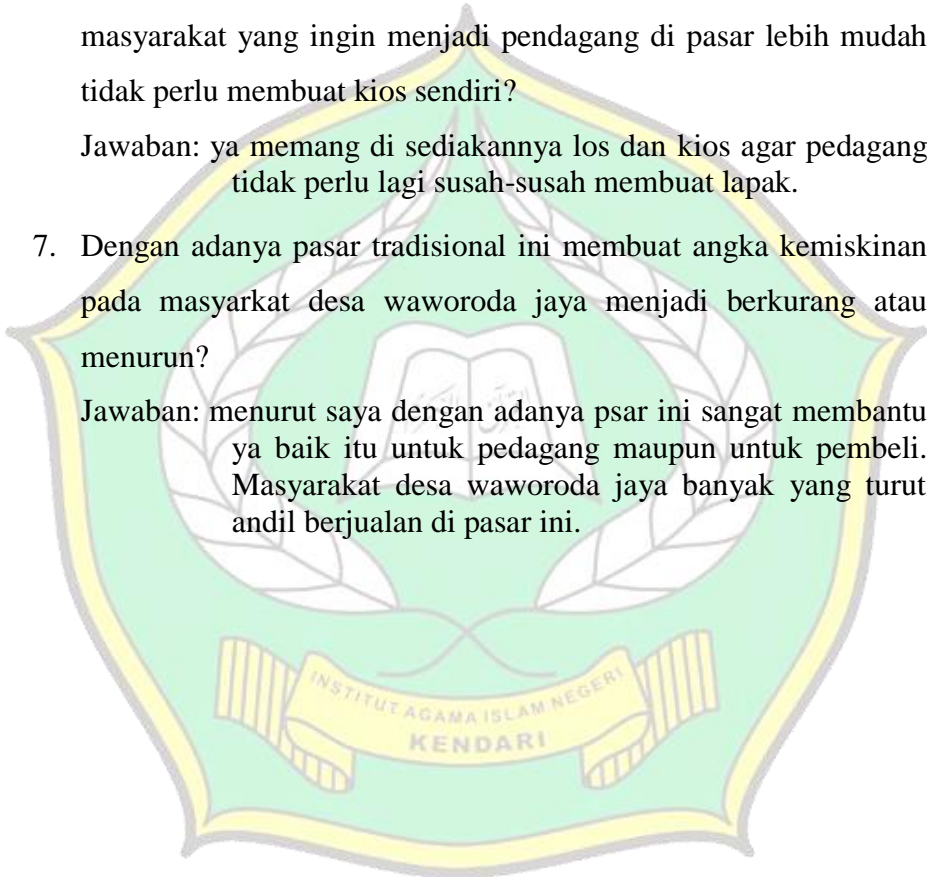 masyarakat yang ingin menjadi pendagang di pasar lebih mudah
tidak perlu membuat kios sendiri?
Jawaban: ya memang di sediakannya los dan kios agar pedagang
tidak perlu lagi susah-susah membuat lapak.
7. Dengan adanya pasar tradisional ini membuat angka kemiskinan
pada masyarkat desa waworoda jaya menjadi berkurang atau
menurun?
Jawaban: menurut saya dengan adanya psar ini sangat membantu
ya baik itu untuk pedagang maupun untuk pembeli.
Masyarakat desa waworoda jaya banyak yang turut
andil berjualan di pasar ini.
INSTITUT AGAMA ISLAM NEGERI
KENDARI